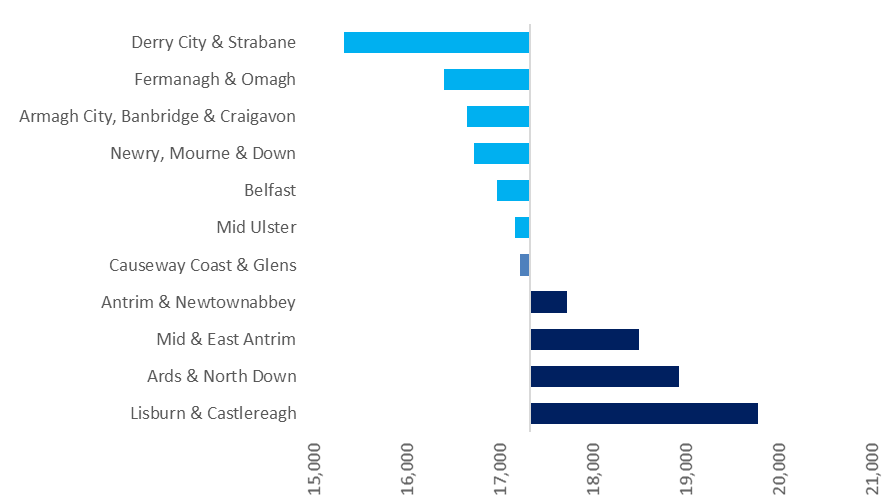 Derry City & Strabane
Fermanagh & Omagh
Armagh City, Banbridge & Craigavon
Newry, Mourne & Down
Belfast
Mid Ulster
Causeway Coast & Glens
Antrim & Newtownabbey
Mid & East Antrim
Ards & North Down
Lisburn & Castlereagh
15,000
16,000
17,000
18,000
19,000
20,000
21,000